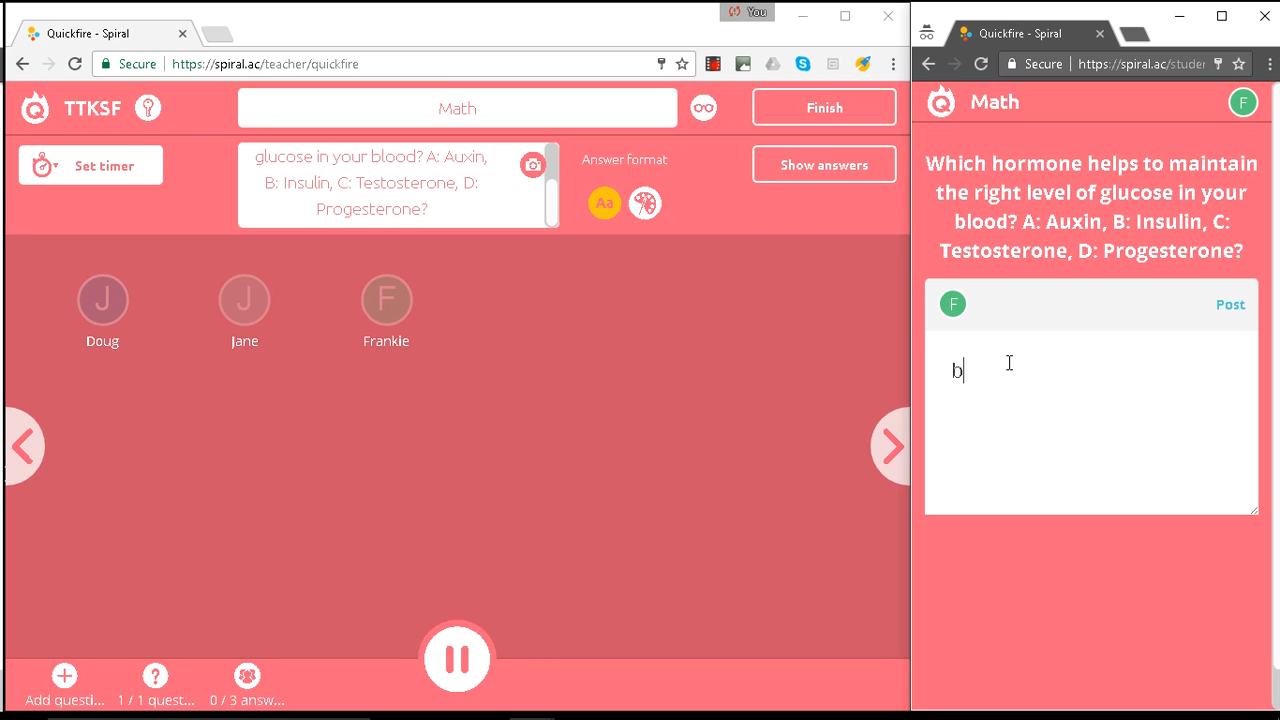 You
Quickfire - Spiral
Secure
https://spiral.ac/teacher/quickfire
TTKSF
Math
Finish
Set timer
glucose in your blood? A: Auxin,
B: Insulin, C: Testosterone, D:
Progesterone?
Answer format
Aa
Show answers
J
J
F
Doug
Jane
Frankie
Add questi...
1 / 1 quest...
0 / 3 answ...
Quickfire - Spiral
Secure
https://spiral.ac/studer
Math
F
Which hormone helps to maintain
the right level of glucose in your
blood? A: Auxin, B: Insulin, C:
Testosterone, D: Progesterone?
F
Post
b